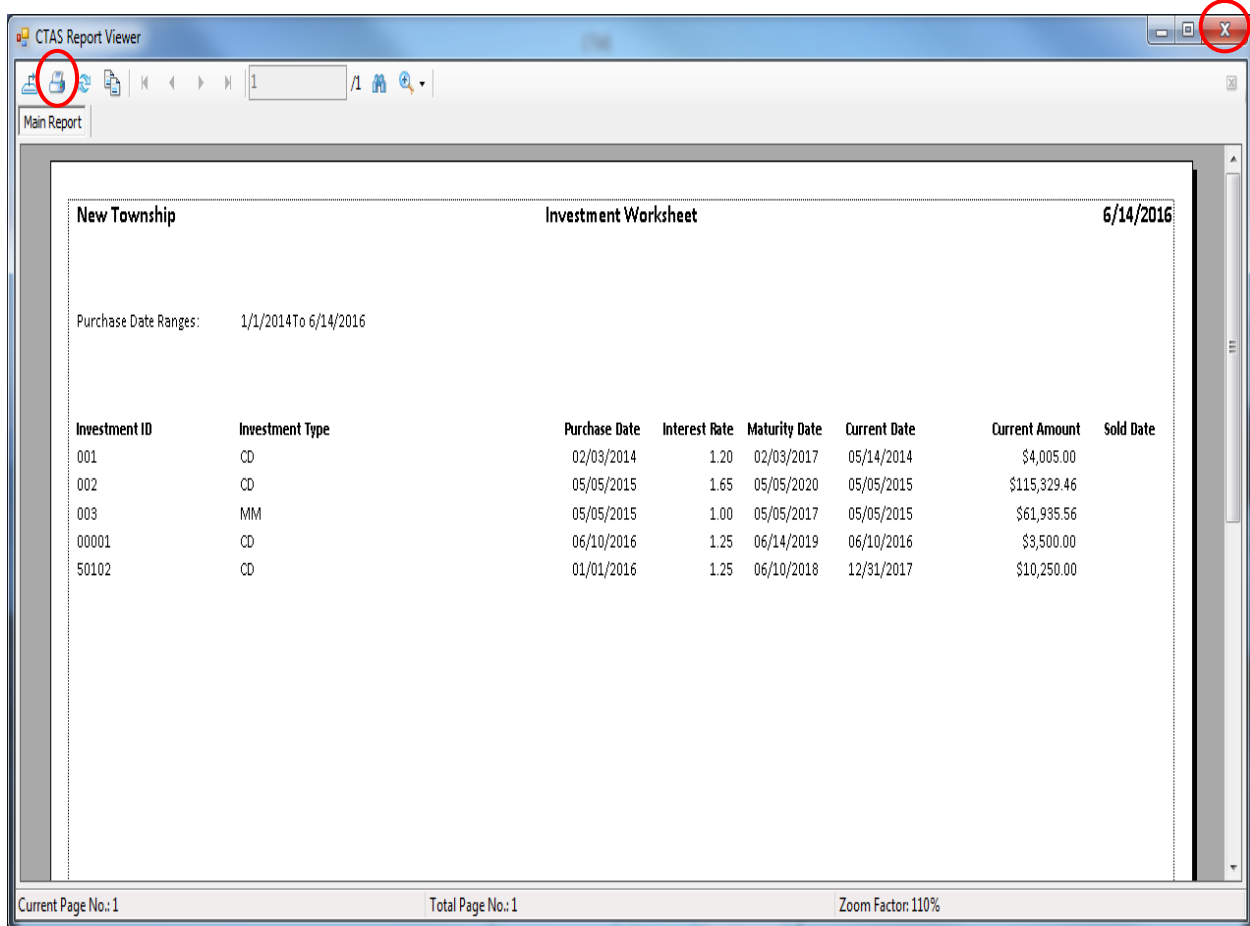 CTAS Report Viewer
1 /1
Main Report
New Township Investment Worksheet 6/14/2016
Purchase Date Ranges: 1/1/2014To 6/14/2016
Investment ID Investment Type Purchase Date Interest Rate Maturity Date Current Date Current Amount Sold Date
001 CD 02/03/2014 1.20 02/03/2017 05/14/2014 $4,005.00
002 CD 05/05/2015 1.65 05/05/2020 05/05/2015 $115,329.46
003 MM 05/05/2015 1.00 05/05/2017 05/05/2015 $61,935.56
00001 CD 06/10/2016 1.25 06/14/2019 06/10/2016 $3,500.00
50102 CD 01/01/2016 1.25 06/10/2018 12/31/2017 $10,250.00
Current Page No.: 1 Total Page No.: 1 Zoom Factor: 110%